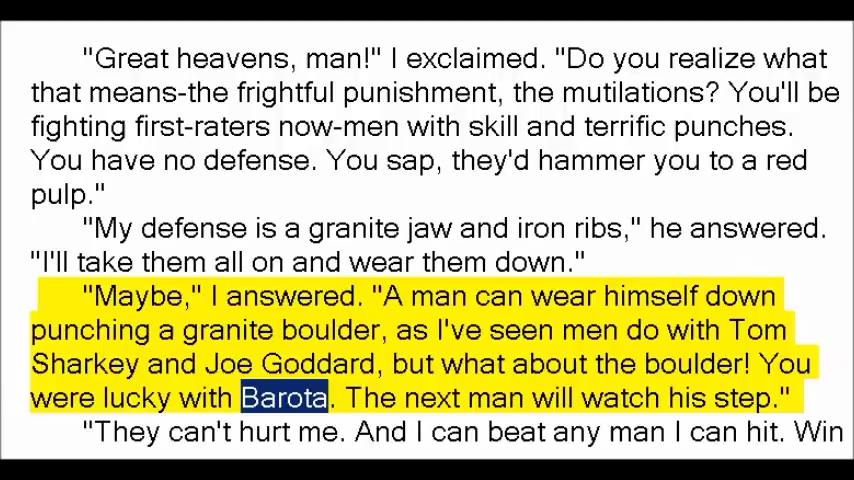 "Great heavens, man!" I exclaimed. "Do you realize what
that means-the frightful punishment, the mutilations? You'll be
fighting first-raters now-men with skill and terrific punches.
You have no defense. You sap, they'd hammer you to a red
pulp."
"My defense is a granite jaw and iron ribs," he answered.
"I'll take them all on and wear them down."
"Maybe," I answered. "A man can wear himself down
punching a granite boulder, as I've seen men do with Tom
Sharkey and Joe Goddard, but what about the boulder! You
were lucky with Barota. The next man will watch his step."
"They can't hurt me. And I can beat any man I can hit. Win